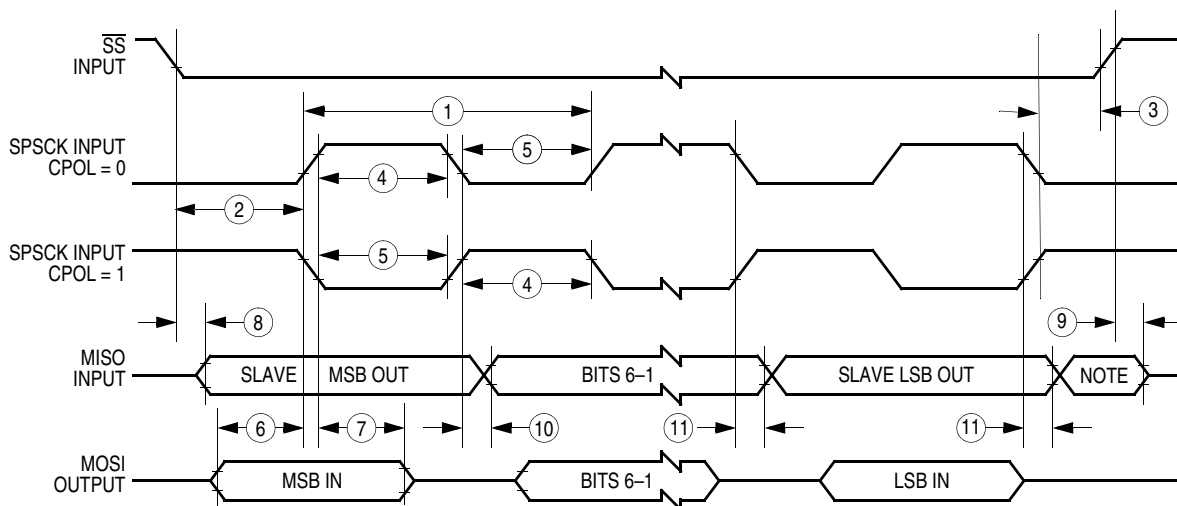 SS
INPUT
1
3
SPSCK INPUT
CPOL = 0
5
4
2
SPSCK INPUT
CPOL = 1
5
4
8
9
MISO
INPUT
SLAVE MSB OUT
BITS 6–1
SLAVE LSB OUT
NOTE
6
7
10
11
11
MOSI
OUTPUT
MSB IN
BITS 6–1
LSB IN